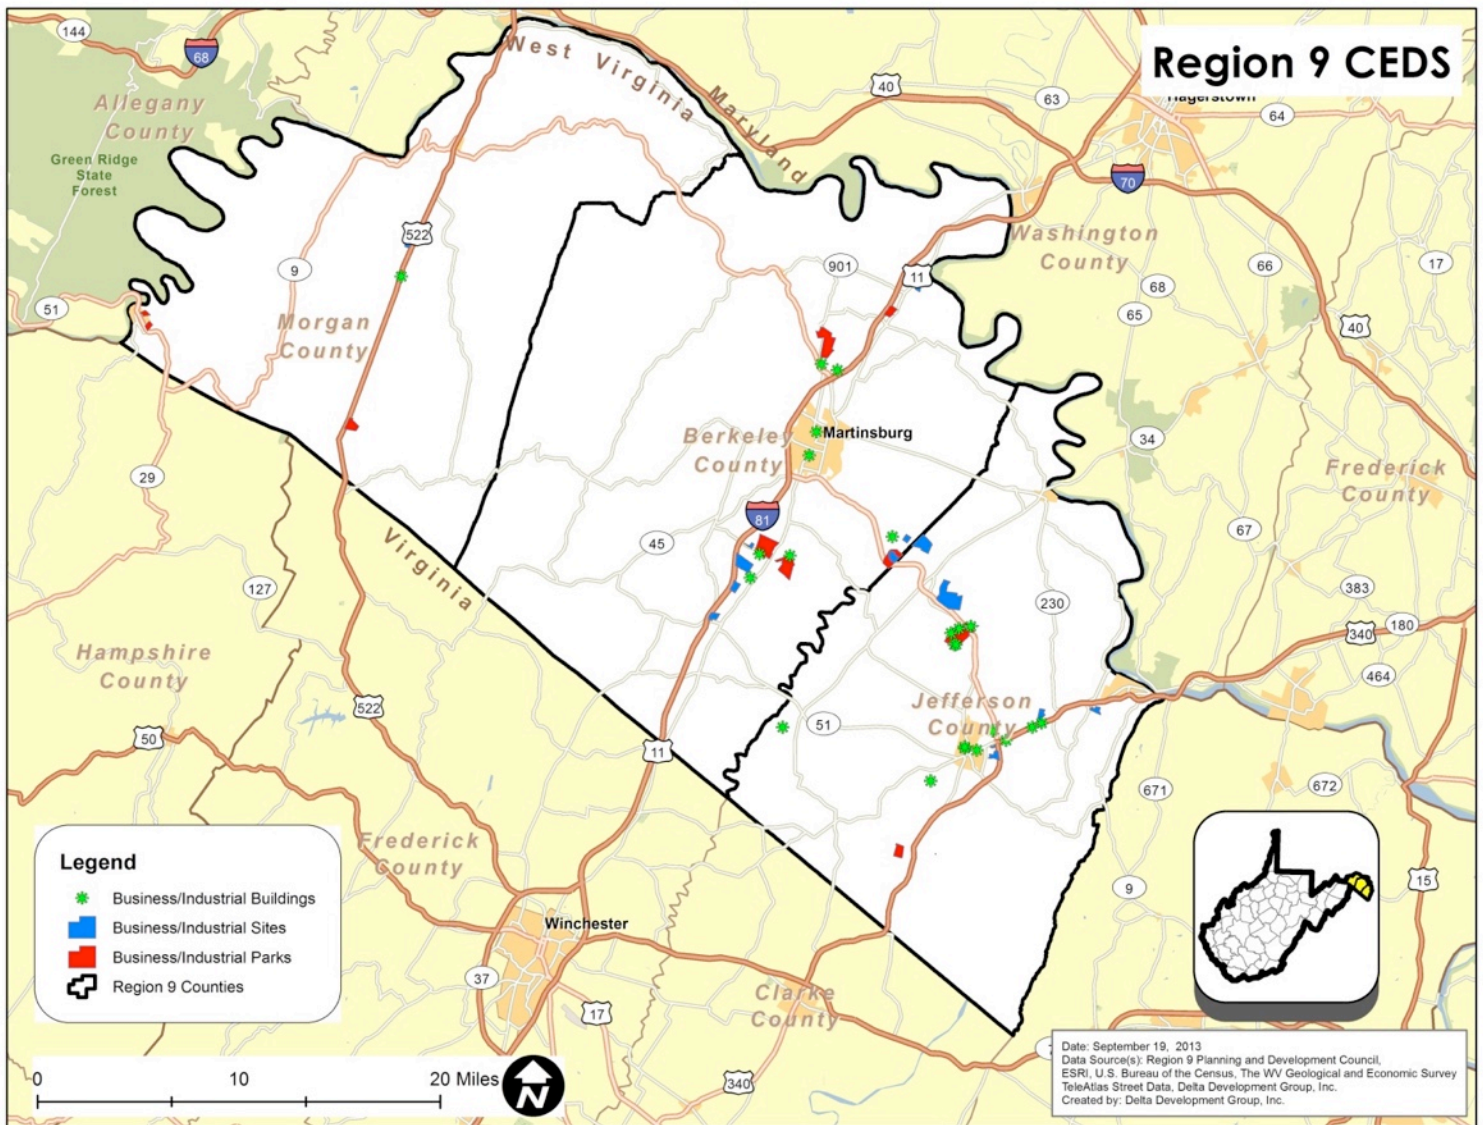 Region 9 CEDS
144
68
Allegany
County
Green Ridge
State
Forest
West Virginia
Maryland
40
63
Hagerstown
64
70
522
9
51
Morgan
County
901
11
Washington
County
66
17
68
65
40
Berkeley
County
Martinsburg
34
Frederick
County
29
Virginia
81
45
67
127
230
383
340
180
464
Hampshire
County
522
50
11
51
Jefferson
County
671
672
Frederick
County
9
15
Winchester
37
17
Clarke
County
340
Legend
Business/Industrial Buildings
Business/Industrial Sites
Business/Industrial Parks
Region 9 Counties
0 10 20 Miles
N
Date: September 19, 2013
Data Source(s): Region 9 Planning and Development Council,
ESRI, U.S. Bureau of the Census, The WV Geological and Economic Survey
TeleAtlas Street Data, Delta Development Group, Inc.
Created by: Delta Development Group, Inc.